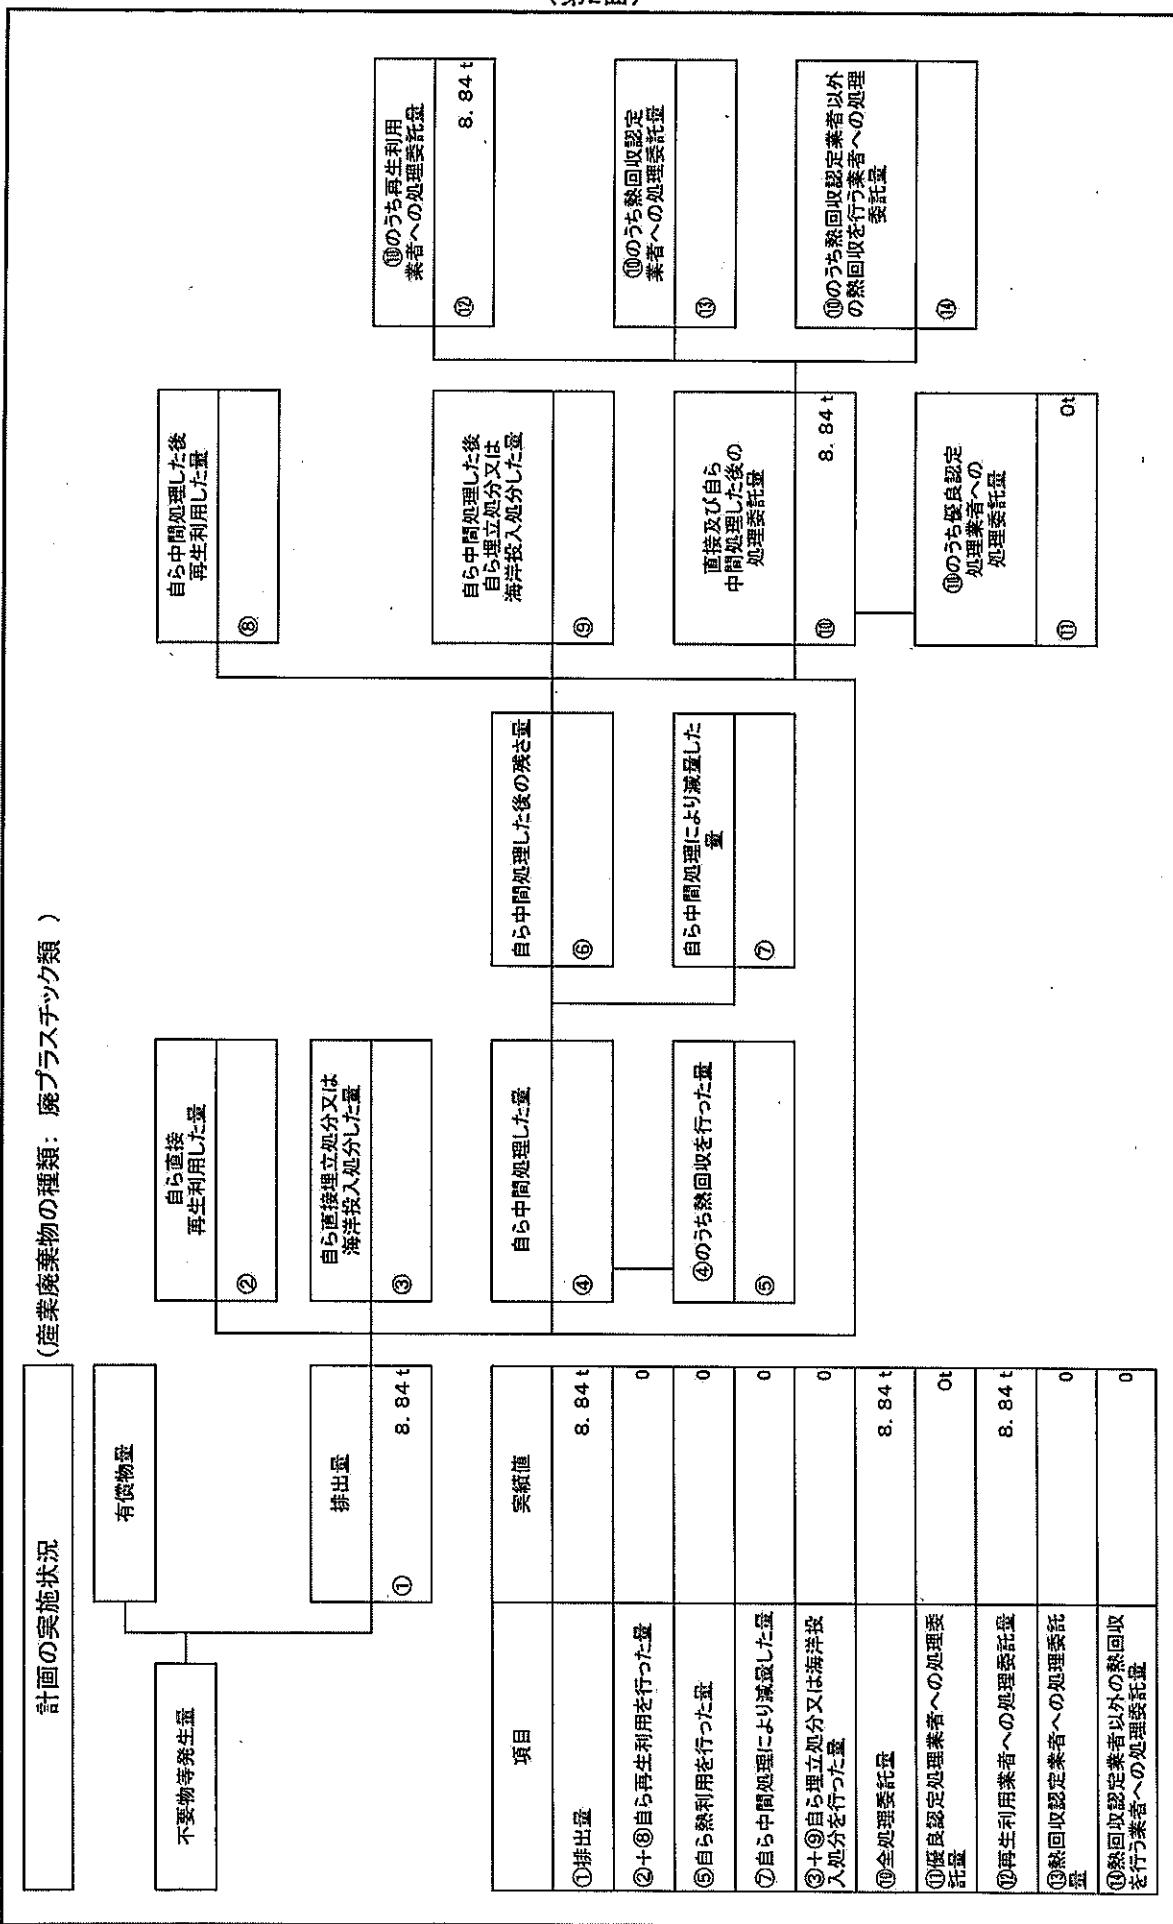 計画の実施状況
(産業廃棄物の種類: 廃プラスチック類 )
不要物等発生量
有償物量
排出量
① 8.84 t
自ら直接
再生利用した量
②
自ら直接埋立処分又は
海洋投入処分した量
③
自ら中間処理した量
④
④のうち熱回収を行った量
⑤
自ら中間処理した後の残さ量
⑥
自ら中間処理により減量した
量
⑦
自ら中間処理した後
再生利用した量
⑧
自ら中間処理した後
自ら埋立処分又は
海洋投入処分した量
⑨
直接及び自ら
中間処理した後の
処理委託量
⑩ 8.84 t
⑩のうち優良認定
処理業者への
処理委託量
⑪ 0t
⑩のうち再生利用
業者への処理委託量
⑫ 8.84 t
⑩のうち熱回収認定
業者への処理委託量
⑬
⑩のうち熱回収認定業者以外
の熱回収を行う業者への処理
委託量
⑭
項目 実績値
①排出量 8.84 t
②+⑧自ら再生利用を行った量 0
⑤自ら熱利用を行った量 0
⑦自ら中間処理により減量した量 0
③+⑨自ら埋立処分又は海洋投
入処分を行った量 0
⑩全処理委託量 8.84 t
⑪優良認定処理業者への処理委
託量 0t
⑫再生利用業者への処理委託量 8.84 t
⑬熱回収認定業者への処理委託
量 0
⑭熱回収認定業者以外の熱回収
を行う業者への処理委託量 0